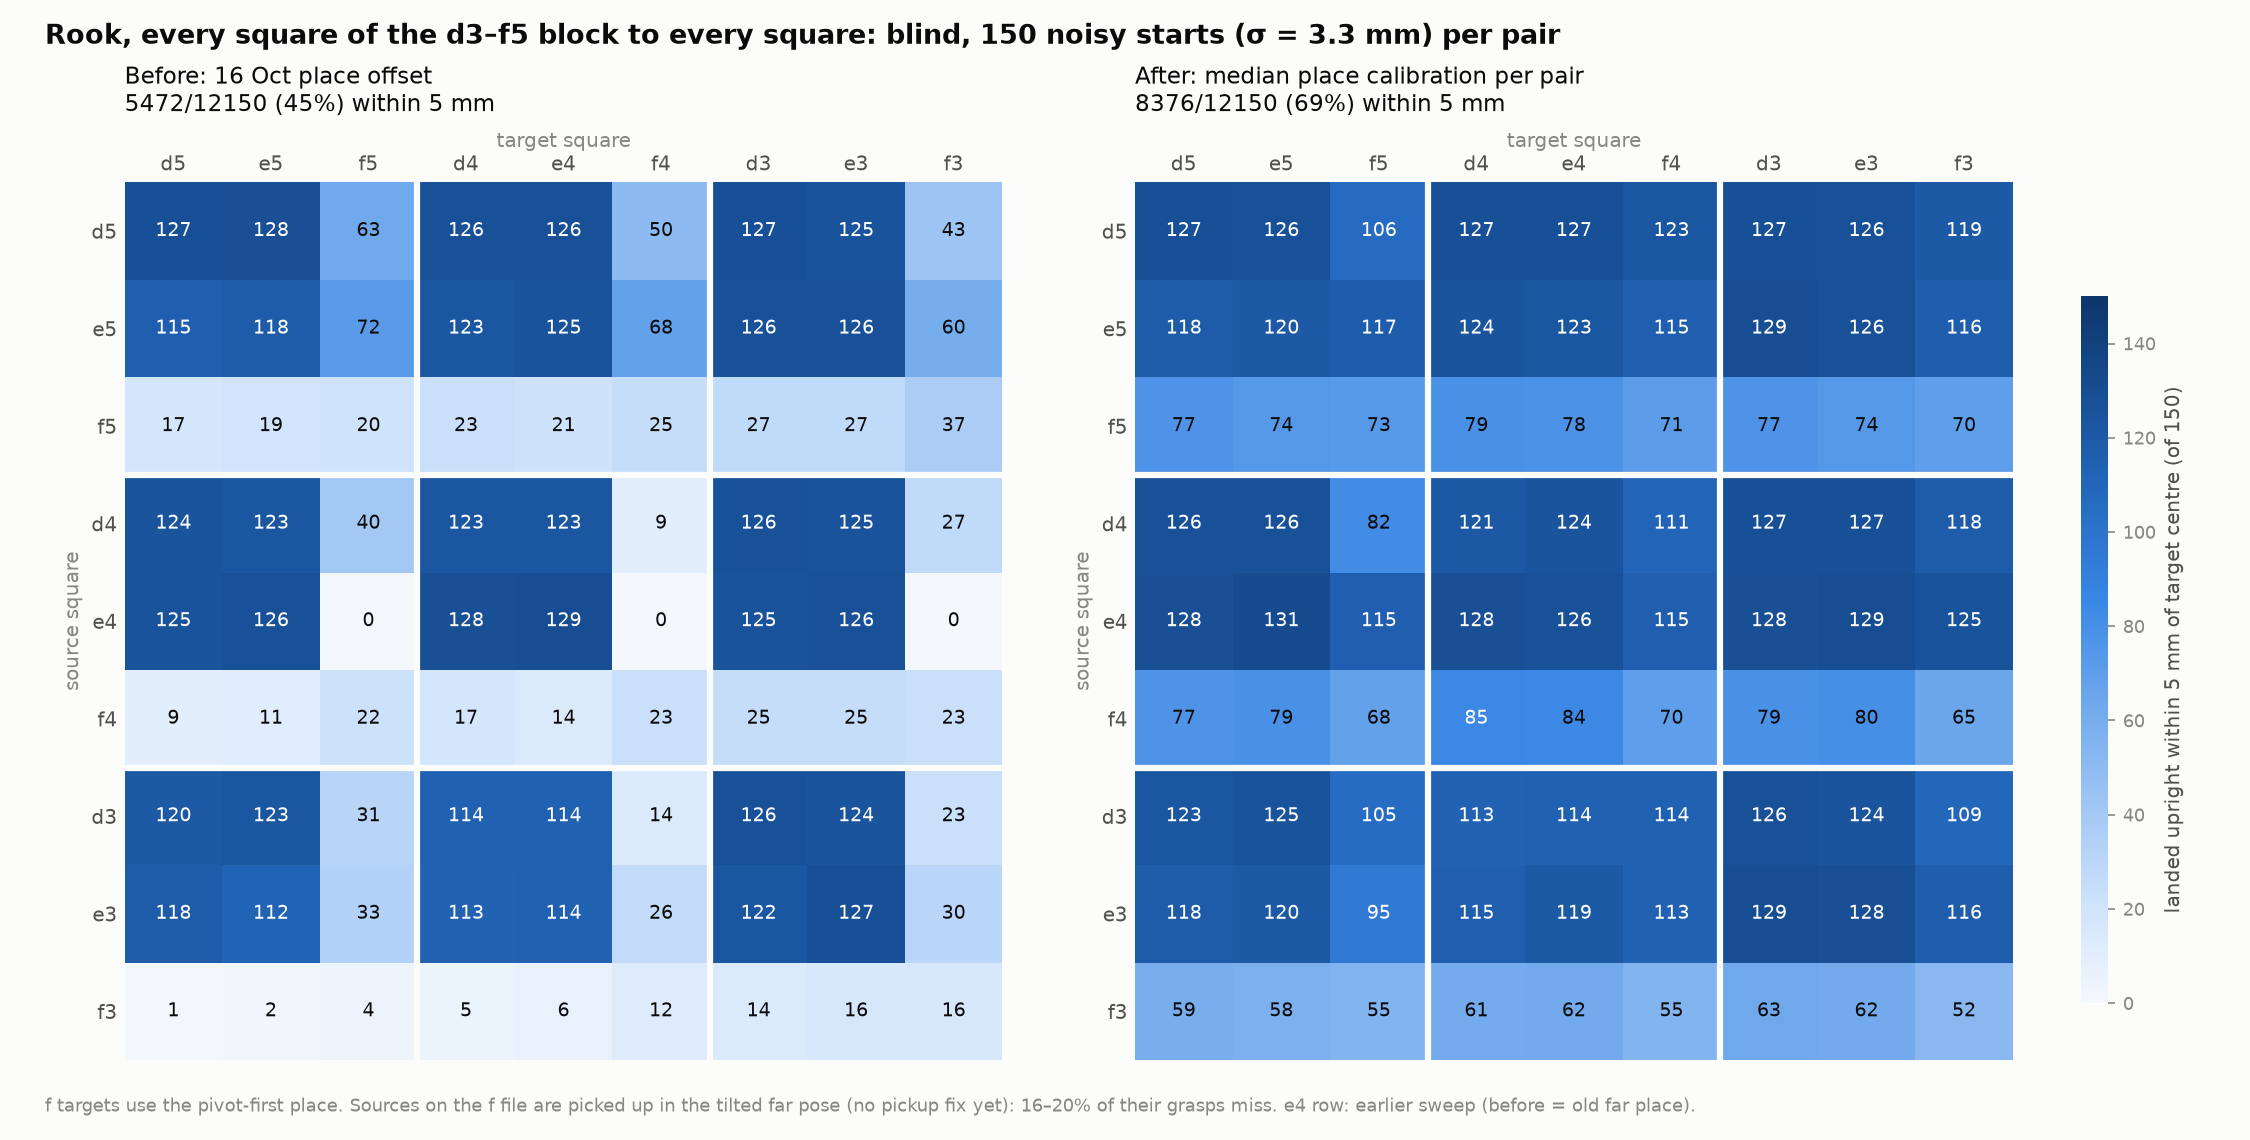 Rook, every square of the d3–f5 block to every square: blind, 150 noisy starts (σ = 3.3 mm) per pair
Before: 16 Oct place offset
5472/12150 (45%) within 5 mm
target square
d5 e5 f5 d4 e4 f4 d3 e3 f3
d5 127 128 63 126 126 50 127 125 43
e5 115 118 72 123 125 68 126 126 60
f5 17 19 20 23 21 25 27 27 37
d4 124 123 40 123 123 9 126 125 27
e4 125 126 0 128 129 0 125 126 0
f4 9 11 22 17 14 23 25 25 23
d3 120 123 31 114 114 14 126 124 23
e3 118 112 33 113 114 26 122 127 30
f3 1 2 4 5 6 12 14 16 16
source square
After: median place calibration per pair
8376/12150 (69%) within 5 mm
target square
d5 e5 f5 d4 e4 f4 d3 e3 f3
d5 127 126 106 127 127 123 127 126 119
e5 118 120 117 124 123 115 129 126 116
f5 77 74 73 79 78 71 77 74 70
d4 126 126 82 121 124 111 127 127 118
e4 128 131 115 128 126 115 128 129 125
f4 77 79 68 85 84 70 79 80 65
d3 123 125 105 113 114 114 126 124 109
e3 118 120 95 115 119 113 129 128 116
f3 59 58 55 61 62 55 63 62 52
source square
140
120
100
80
60
40
20
0
landed upright within 5 mm of target centre (of 150)
f targets use the pivot-first place. Sources on the f file are picked up in the tilted far pose (no pickup fix yet): 16–20% of their grasps miss. e4 row: earlier sweep (before = old far place).